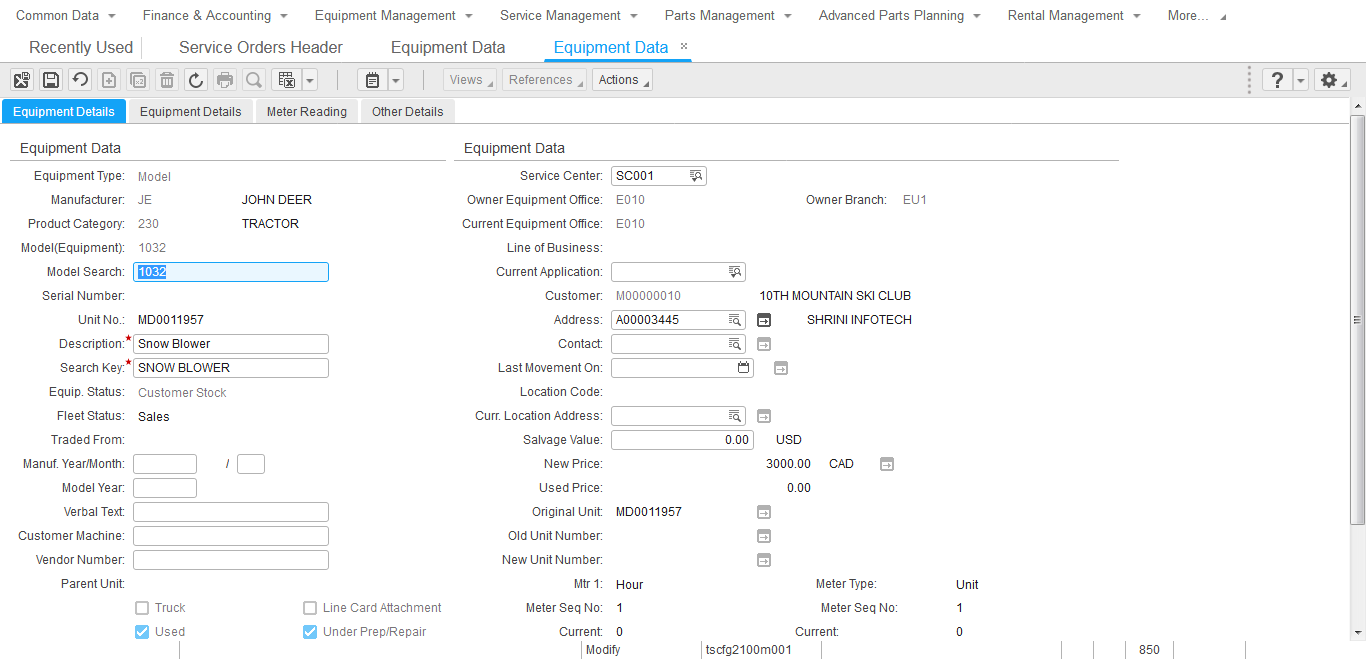 Common Data Finance & Accounting Equipment Management Service Management Parts Management Advanced Parts Planning Rental Management More...
Recently Used Service Orders Header Equipment Data Equipment Data ×
Views References Actions ?
Equipment Details Equipment Details Meter Reading Other Details
Equipment Data Equipment Data
Equipment Type: Model Service Center: SC001
Manufacturer: JE JOHN DEER Owner Equipment Office: E010 Owner Branch: EU1
Product Category: 230 TRACTOR Current Equipment Office: E010
Model(Equipment): 1032 Line of Business:
Model Search: 1032 Current Application:
Serial Number: Customer: M00000010 10TH MOUNTAIN SKI CLUB
Unit No.: MD0011957 Address: A00003445 SHRINI INFOTECH
Description:* Snow Blower Contact:
Search Key:* SNOW BLOWER Last Movement On:
Equip. Status: Customer Stock Location Code:
Fleet Status: Sales Curr. Location Address:
Traded From: Salvage Value: 0.00 USD
Manuf. Year/Month: / New Price: 3000.00 CAD
Model Year: Used Price: 0.00
Verbal Text: Original Unit: MD0011957
Customer Machine: Old Unit Number:
Vendor Number: New Unit Number:
Parent Unit: Mtr 1: Hour Meter Type: Unit
Truck Line Card Attachment Meter Seq No: 1 Meter Seq No: 1
Used Under Prep/Repair Current: 0 Current: 0
Modify tscfg2100m001 850